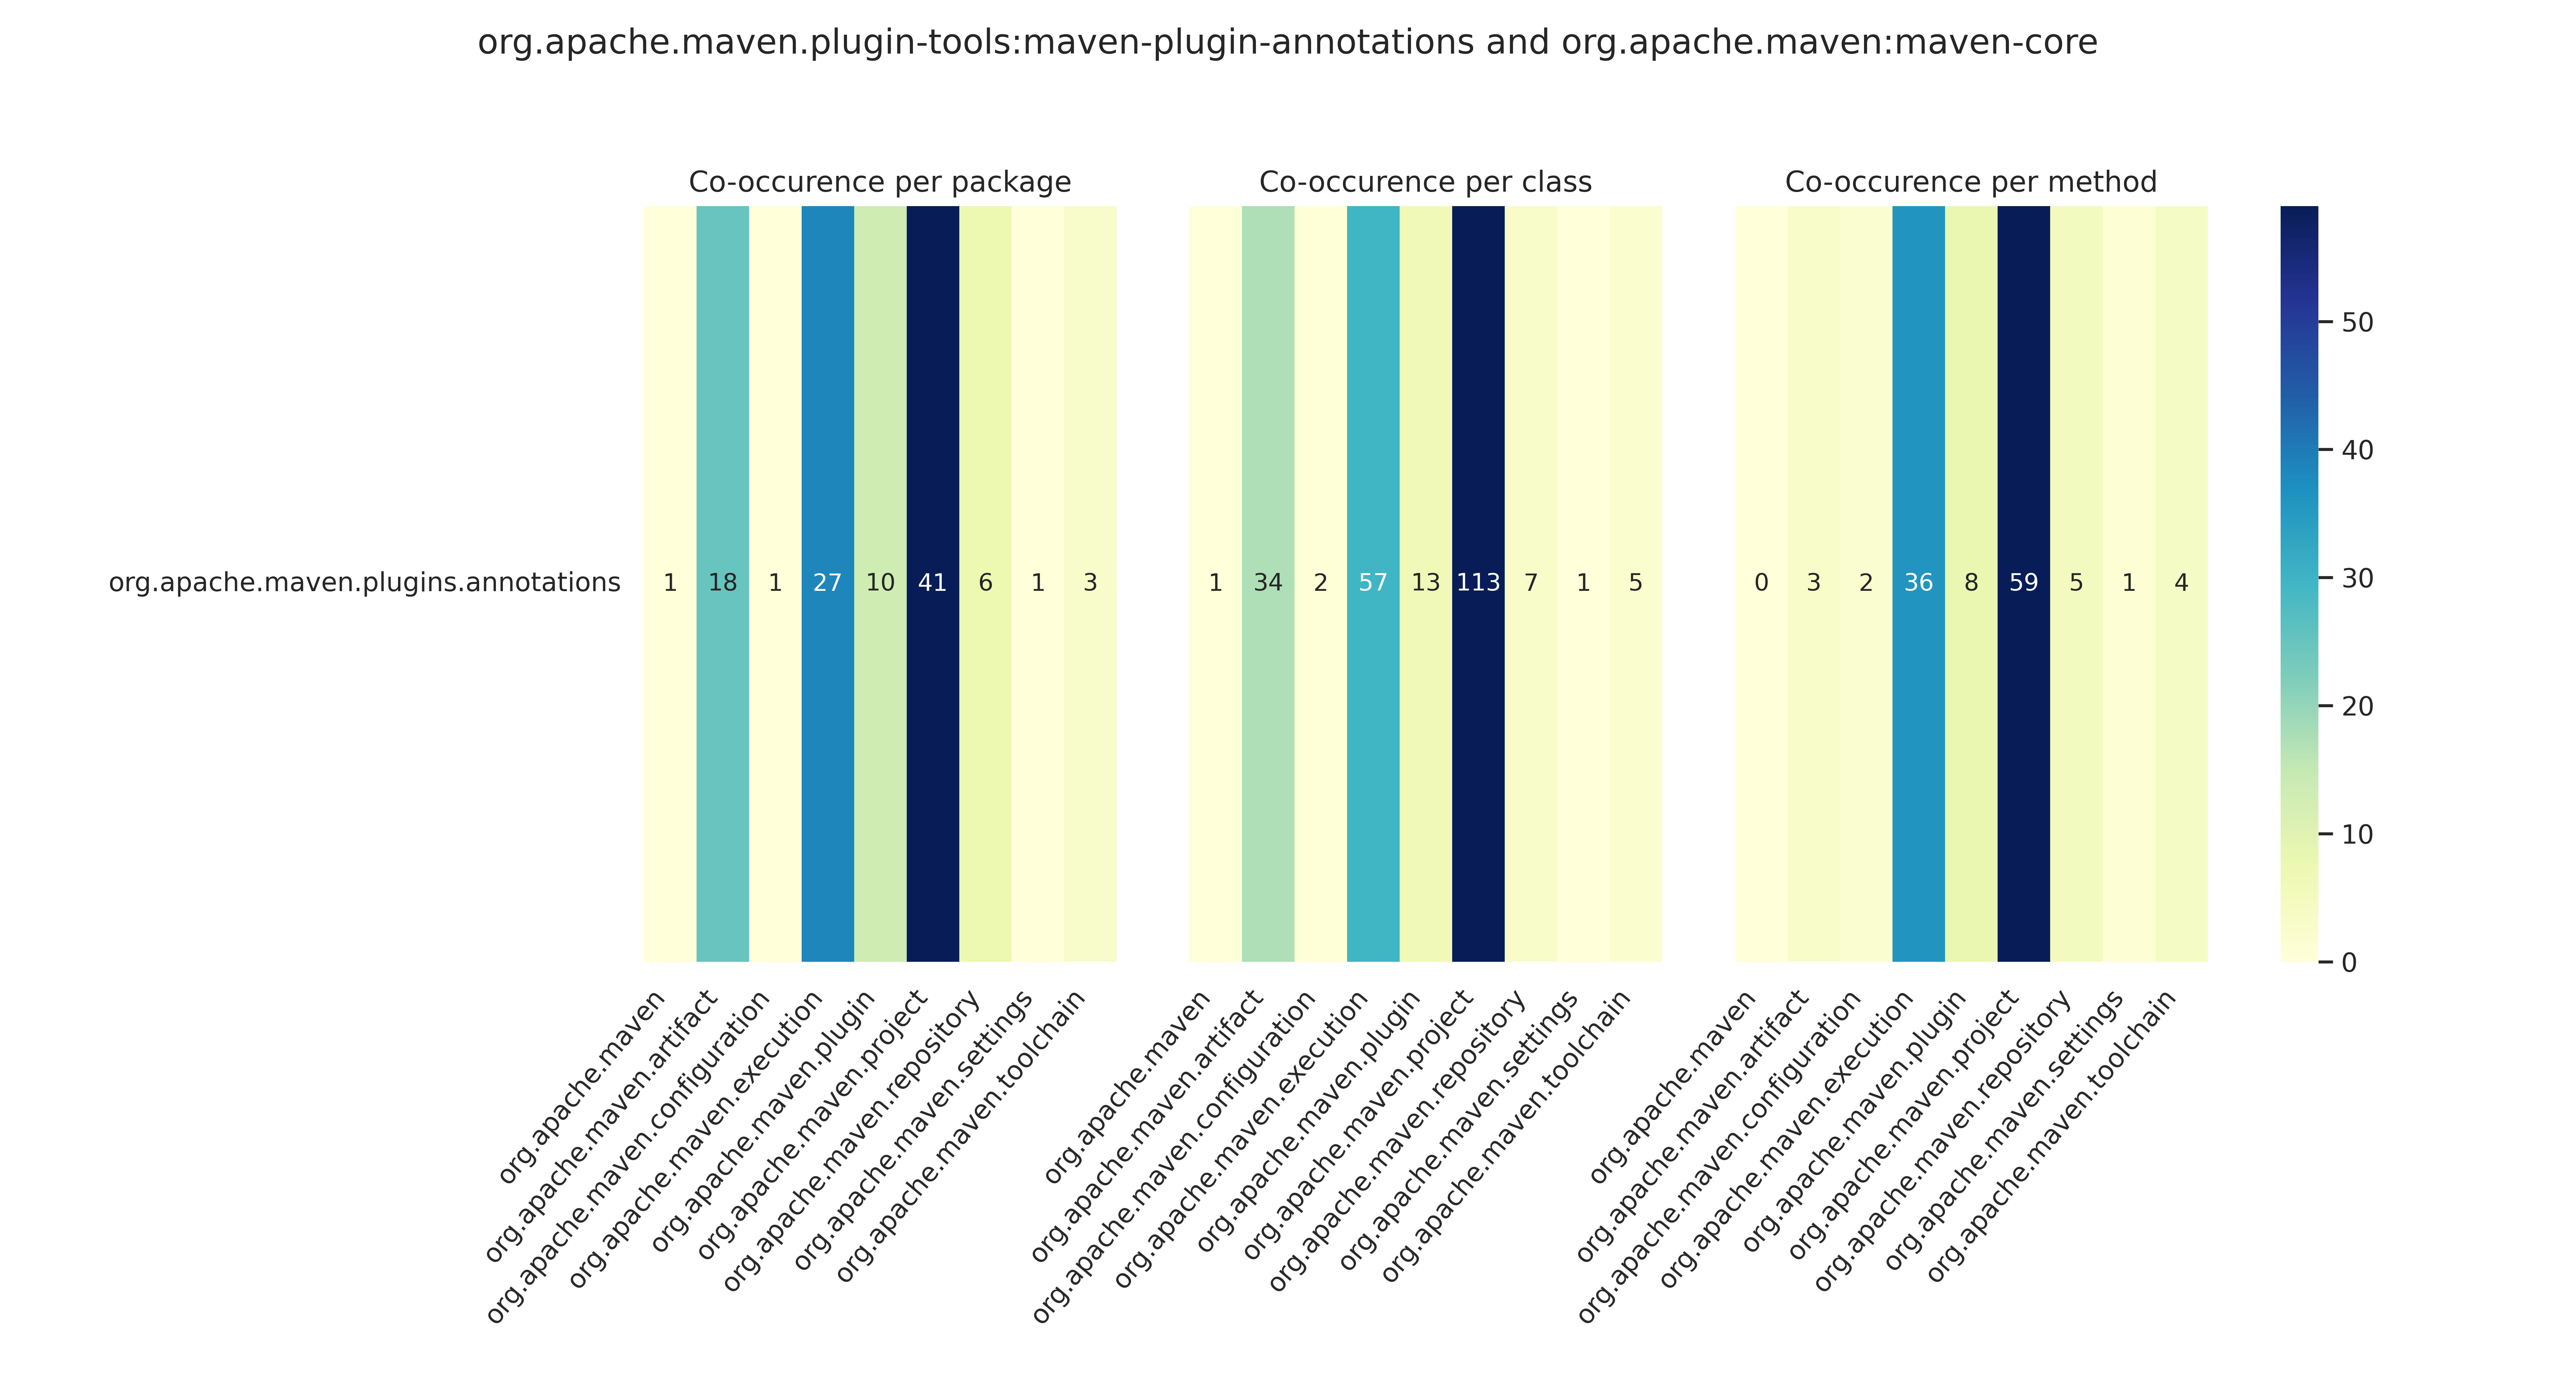 org.apache.maven.plugin-tools:maven-plugin-annotations and org.apache.maven:maven-core
Co-occurence per package
Co-occurence per class
Co-occurence per method
org.apache.maven.plugins.annotations
1 18 1 27 10 41 6 1 3
1 34 2 57 13 113 7 1 5
0 3 2 36 8 59 5 1 4
50
40
30
20
10
0
org.apache.maven
org.apache.maven.artifact
org.apache.maven.configuration
org.apache.maven.execution
org.apache.maven.plugin
org.apache.maven.project
org.apache.maven.repository
org.apache.maven.settings
org.apache.maven.toolchain
org.apache.maven
org.apache.maven.artifact
org.apache.maven.configuration
org.apache.maven.execution
org.apache.maven.plugin
org.apache.maven.project
org.apache.maven.repository
org.apache.maven.settings
org.apache.maven.toolchain
org.apache.maven
org.apache.maven.artifact
org.apache.maven.configuration
org.apache.maven.execution
org.apache.maven.plugin
org.apache.maven.project
org.apache.maven.repository
org.apache.maven.settings
org.apache.maven.toolchain